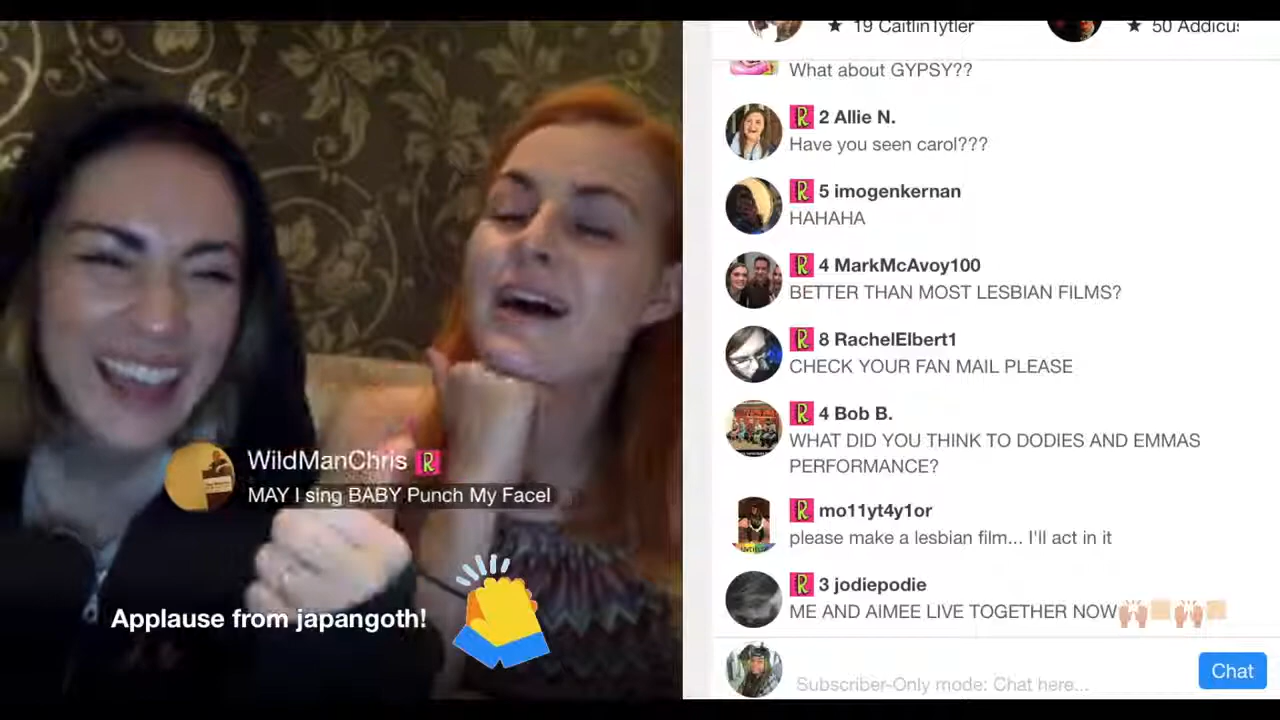 ★ 19 CaitlinTytler
★ 50 Addicu
What about GYPSY??
R 2 Allie N.
Have you seen carol???
R 5 imogenkernan
HAHAHA
R 4 MarkMcAvoy100
BETTER THAN MOST LESBIAN FILMS?
R 8 RachelElbert1
CHECK YOUR FAN MAIL PLEASE
R 4 Bob B.
WHAT DID YOU THINK TO DODIES AND EMMAS
PERFORMANCE?
R mo11yt4y1or
please make a lesbian film... I'll act in it
R 3 jodiepodie
ME AND AIMEE LIVE TOGETHER NOW
Subscriber-Only mode: Chat here...
Chat
WildManChris R
MAY I sing BABY Punch My Face!
Applause from japangoth!